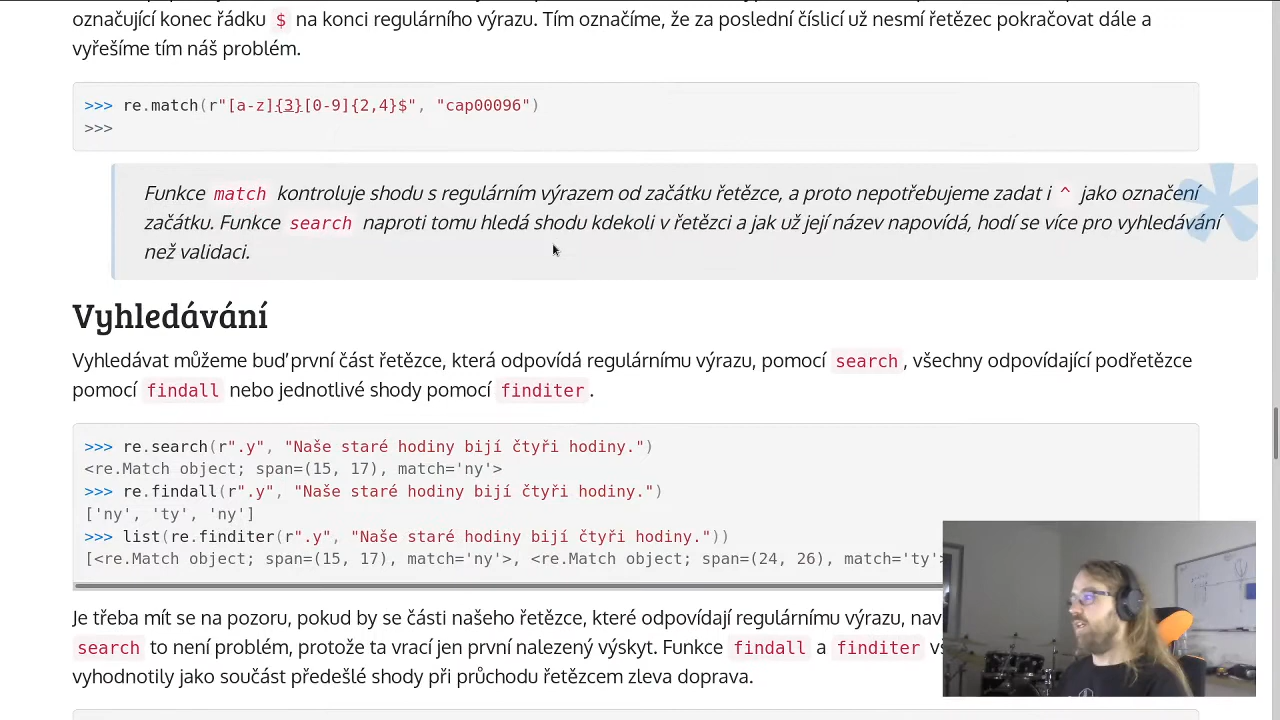 označující konec řádku $ na konci regulárního výrazu. Tím označíme, že za poslední číslicí už nesmí řetězec pokračovat dále a
vyřešíme tím náš problém.
>>> re.match(r"[a-z]{3}[0-9]{2,4}$", "cap00096")
>>>
Funkce match kontroluje shodu s regulárním výrazem od začátku řetězce, a proto nepotřebujeme zadat i ^ jako označení
začátku. Funkce search naproti tomu hledá shodu kdekoli v řetězci a jak už její název napovídá, hodí se více pro vyhledávání
než validaci.
Vyhledávání
Vyhledávat můžeme buď první část řetězce, která odpovídá regulárnímu výrazu, pomocí search, všechny odpovídající podřetězce
pomocí findall nebo jednotlivé shody pomocí finditer.
>>> re.search(r".y", "Naše staré hodiny bijí čtyři hodiny.")
<re.Match object; span=(15, 17), match='ny'>
>>> re.findall(r".y", "Naše staré hodiny bijí čtyři hodiny.")
['ny', 'ty', 'ny']
>>> list(re.finditer(r".y", "Naše staré hodiny bijí čtyři hodiny."))
[<re.Match object; span=(15, 17), match='ny'>, <re.Match object; span=(24, 26), match='ty'
Je třeba mít se na pozoru, pokud by se části našeho řetězce, které odpovídají regulárnímu výrazu,
search to není problém, protože ta vrací jen první nalezený výskyt. Funkce findall a finditer
vyhodnotily jako součást předešlé shody při průchodu řetězcem zleva doprava.